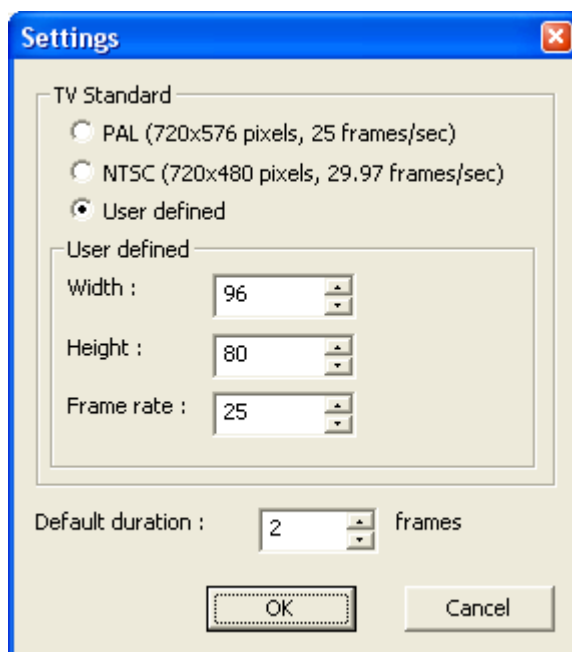 Settings
TV Standard
PAL (720x576 pixels, 25 frames/sec)
NTSC (720x480 pixels, 29.97 frames/sec)
User defined
User defined
Width : 96
Height : 80
Frame rate : 25
Default duration : 2 frames
OK Cancel